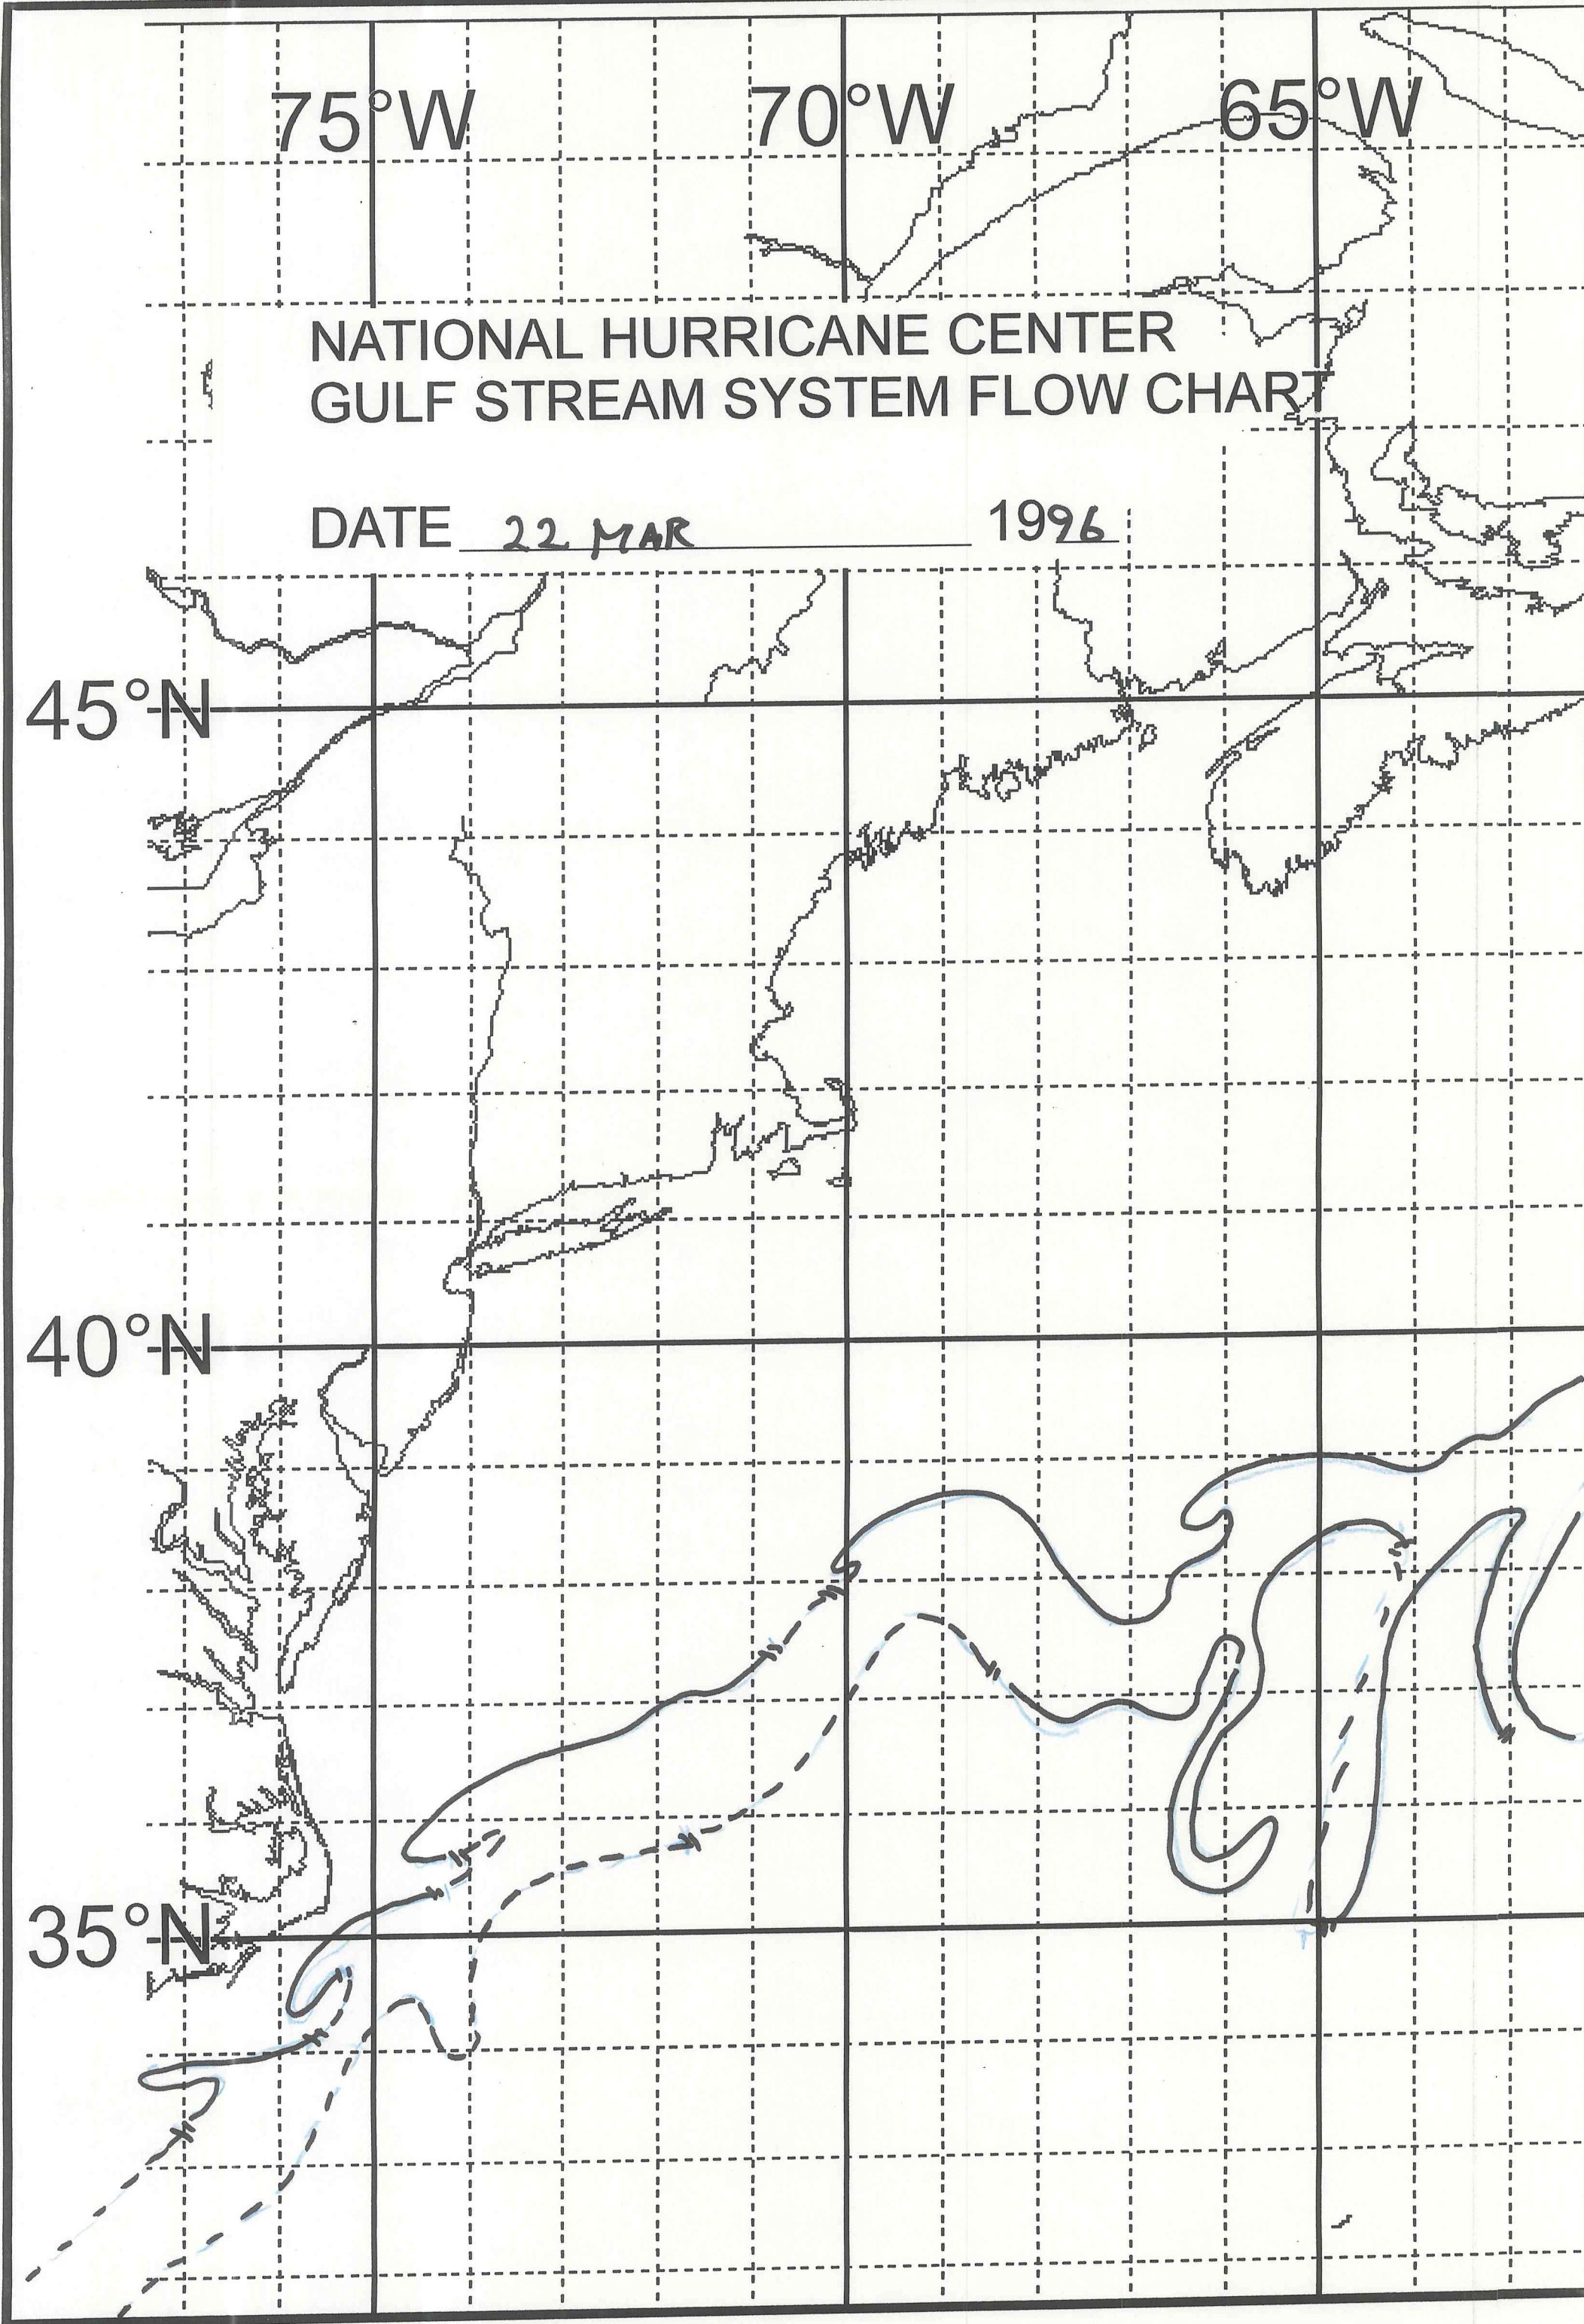 75°W 70°W 65°W
NATIONAL HURRICANE CENTER
GULF STREAM SYSTEM FLOW CHART
DATE 22 MAR 1996
45°N
40°N
35°N